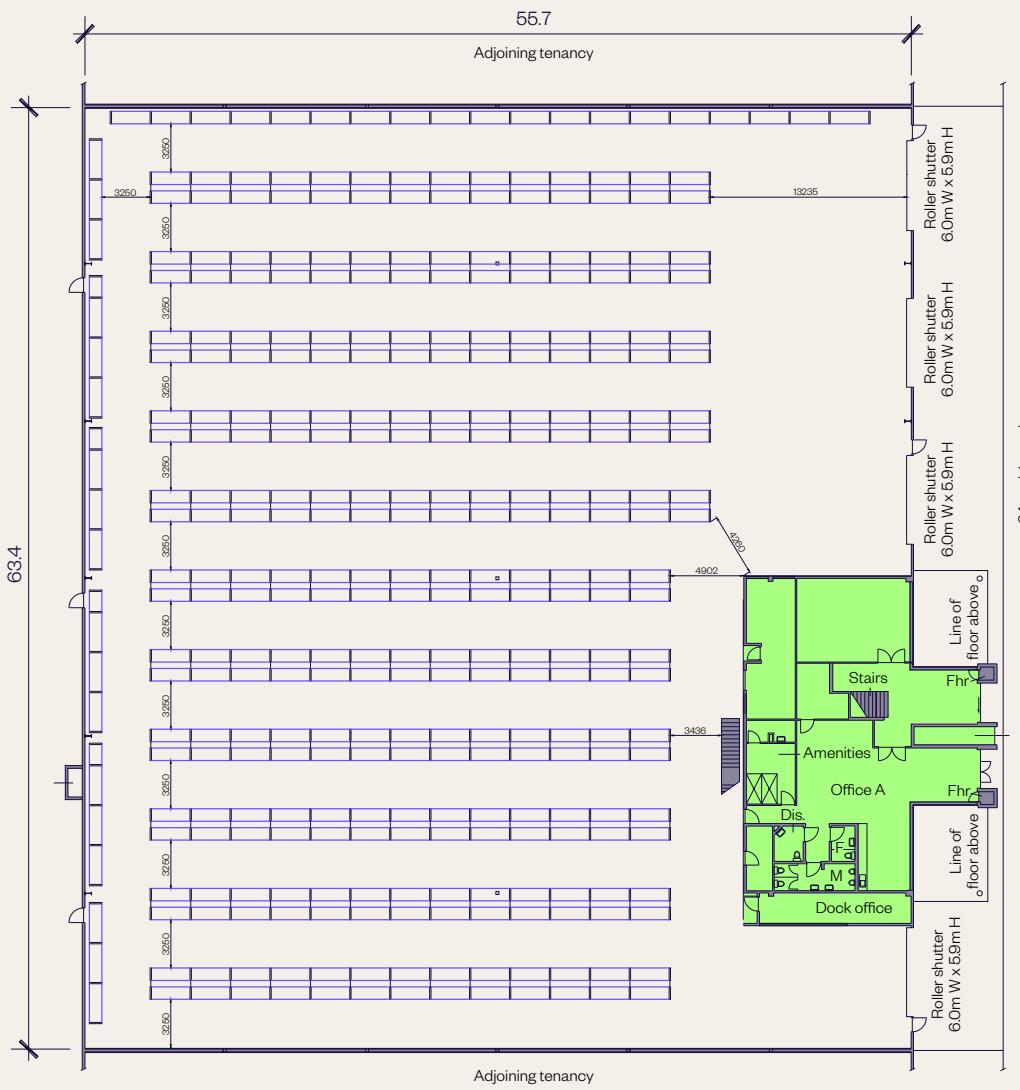 55.7
Adjoining tenancy
63.4
3250
3250
13235
Roller shutter
6.0m W x 5.9m H
3250
3250
Roller shutter
6.0m W x 5.9m H
3250
3250
Roller shutter
6.0m W x 5.9m H
4260
3250
4902
Line of
floor above
3250
Stairs
Fhr
3250
3436
Amenities
3250
Office A
Fhr
Dis.
F
M
Line of
floor above
3250
Dock office
3250
Roller shutter
6.0m W x 5.9m H
3250
Adjoining tenancy